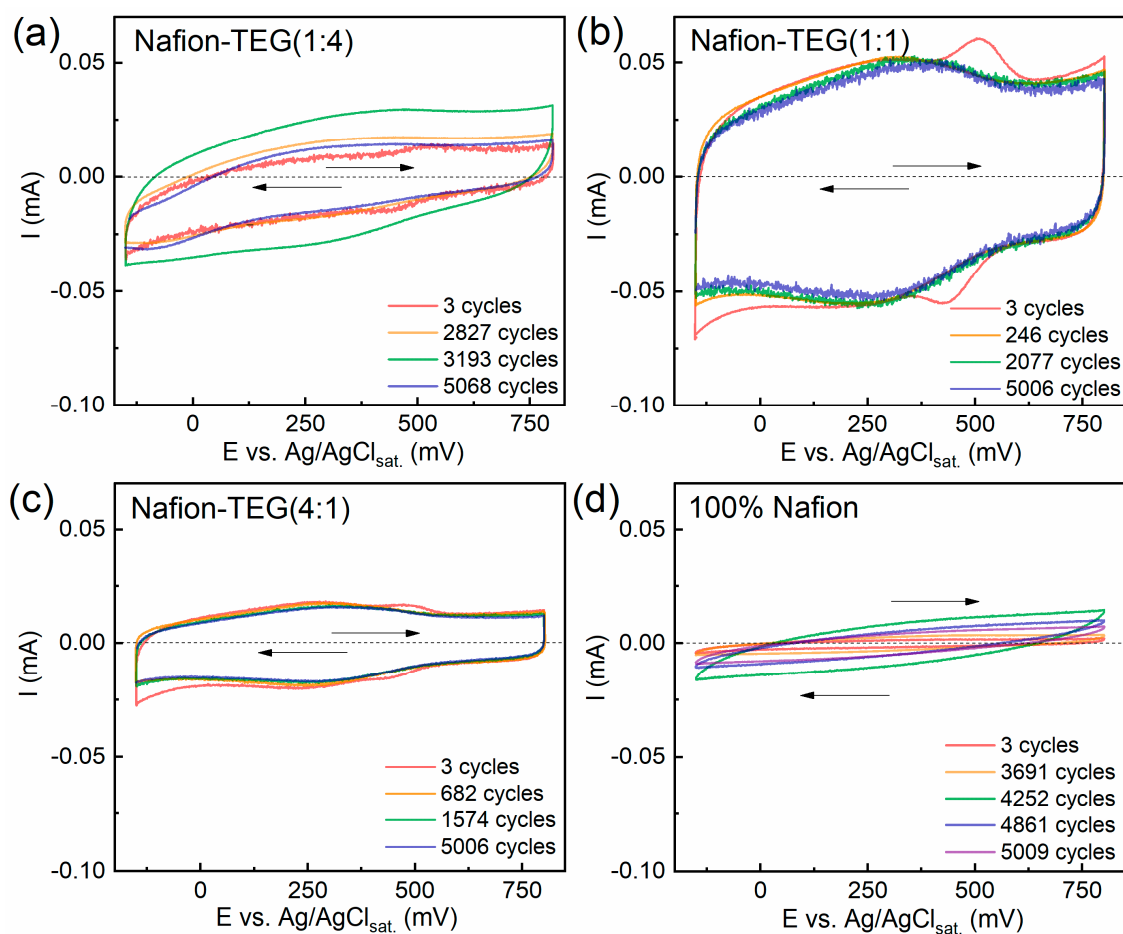 (a)
Nafion-TEG(1:4)
0.05
0.00
-0.05
-0.10
I (mA)
3 cycles
2827 cycles
3193 cycles
5068 cycles
0 250 500 750
E vs. Ag/AgClsat. (mV)
(b)
Nafion-TEG(1:1)
0.05
0.00
-0.05
-0.10
I (mA)
3 cycles
246 cycles
2077 cycles
5006 cycles
0 250 500 750
E vs. Ag/AgClsat. (mV)
(c)
Nafion-TEG(4:1)
0.05
0.00
-0.05
-0.10
I (mA)
3 cycles
682 cycles
1574 cycles
5006 cycles
0 250 500 750
E vs. Ag/AgClsat. (mV)
(d)
100% Nafion
0.05
0.00
-0.05
-0.10
I (mA)
3 cycles
3691 cycles
4252 cycles
4861 cycles
5009 cycles
0 250 500 750
E vs. Ag/AgClsat. (mV)